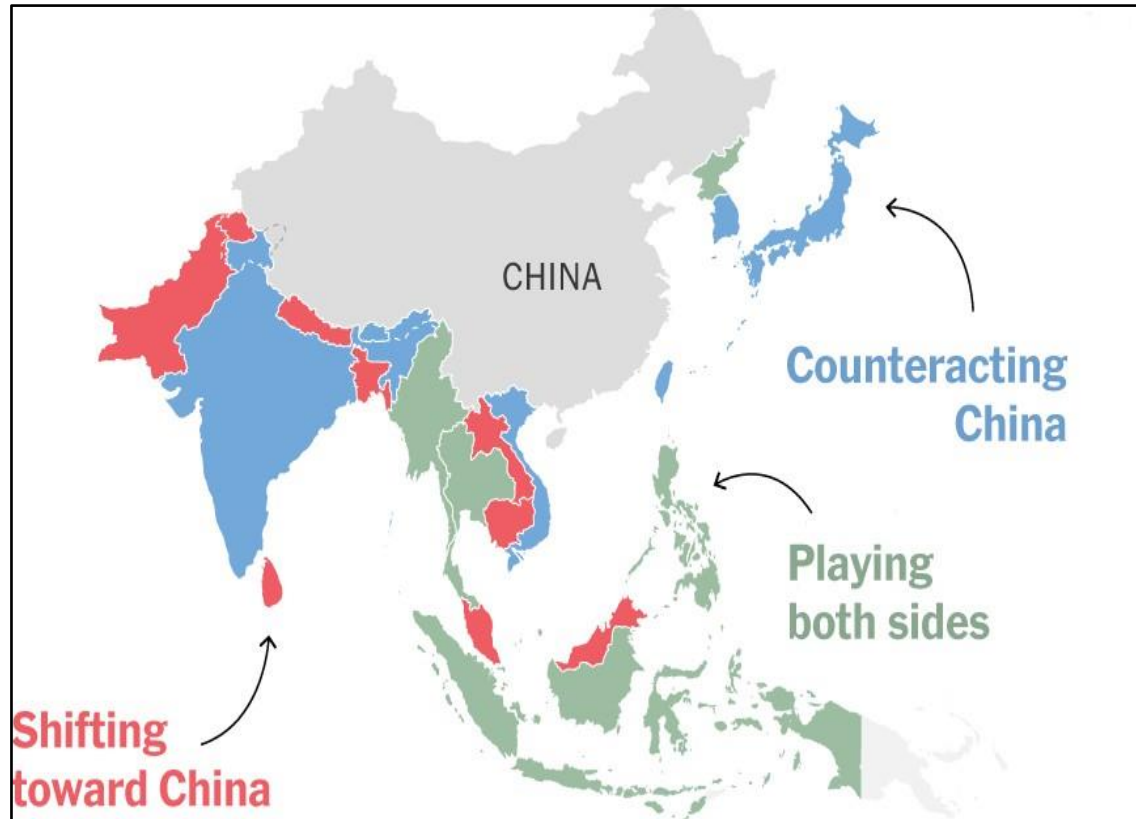 CHINA
Counteracting
China
Playing
both sides
Shifting
toward China